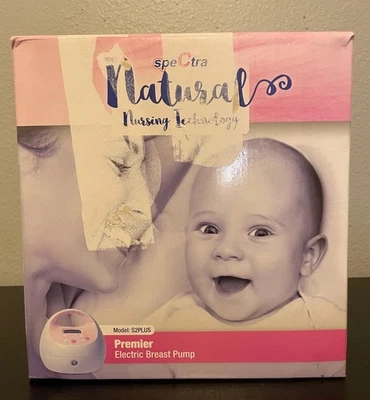 speCtra
Natural
Nursing Technology
Model: S2PLUS
Premier
Electric Breast Pump